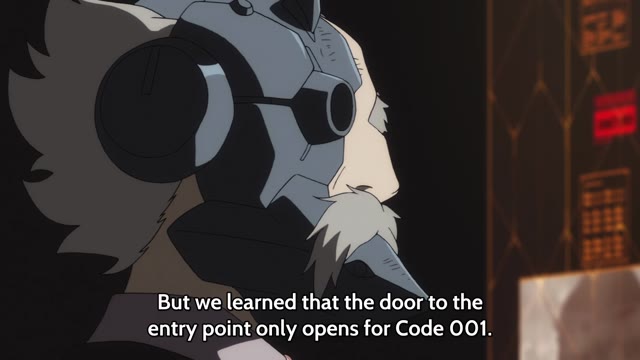 But we learned that the door to the
entry point only opens for Code 001.